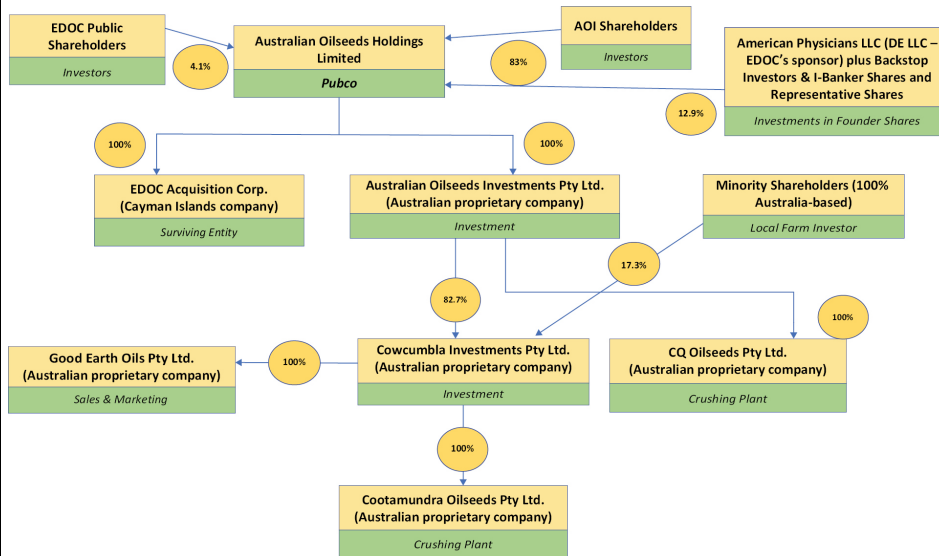 EDOC Public
Shareholders
Investors
4.1%
Australian Oilseeds Holdings
Limited
Pubco
AOI Shareholders
Investors
83%
American Physicians LLC (DE LLC –
EDOC's sponsor) plus Backstop
Investors & I-Banker Shares and
Representative Shares
Investments in Founder Shares
12.9%
100%
100%
EDOC Acquisition Corp.
(Cayman Islands company)
Surviving Entity
Australian Oilseeds Investments Pty Ltd.
(Australian proprietary company)
Investment
Minority Shareholders (100%
Australia-based)
Local Farm Investor
17.3%
82.7%
100%
Good Earth Oils Pty Ltd.
(Australian proprietary company)
Sales & Marketing
100%
Cowcumbla Investments Pty Ltd.
(Australian proprietary company)
Investment
CQ Oilseeds Pty Ltd.
(Australian proprietary company)
Crushing Plant
100%
Cootamundra Oilseeds Pty Ltd.
(Australian proprietary company)
Crushing Plant